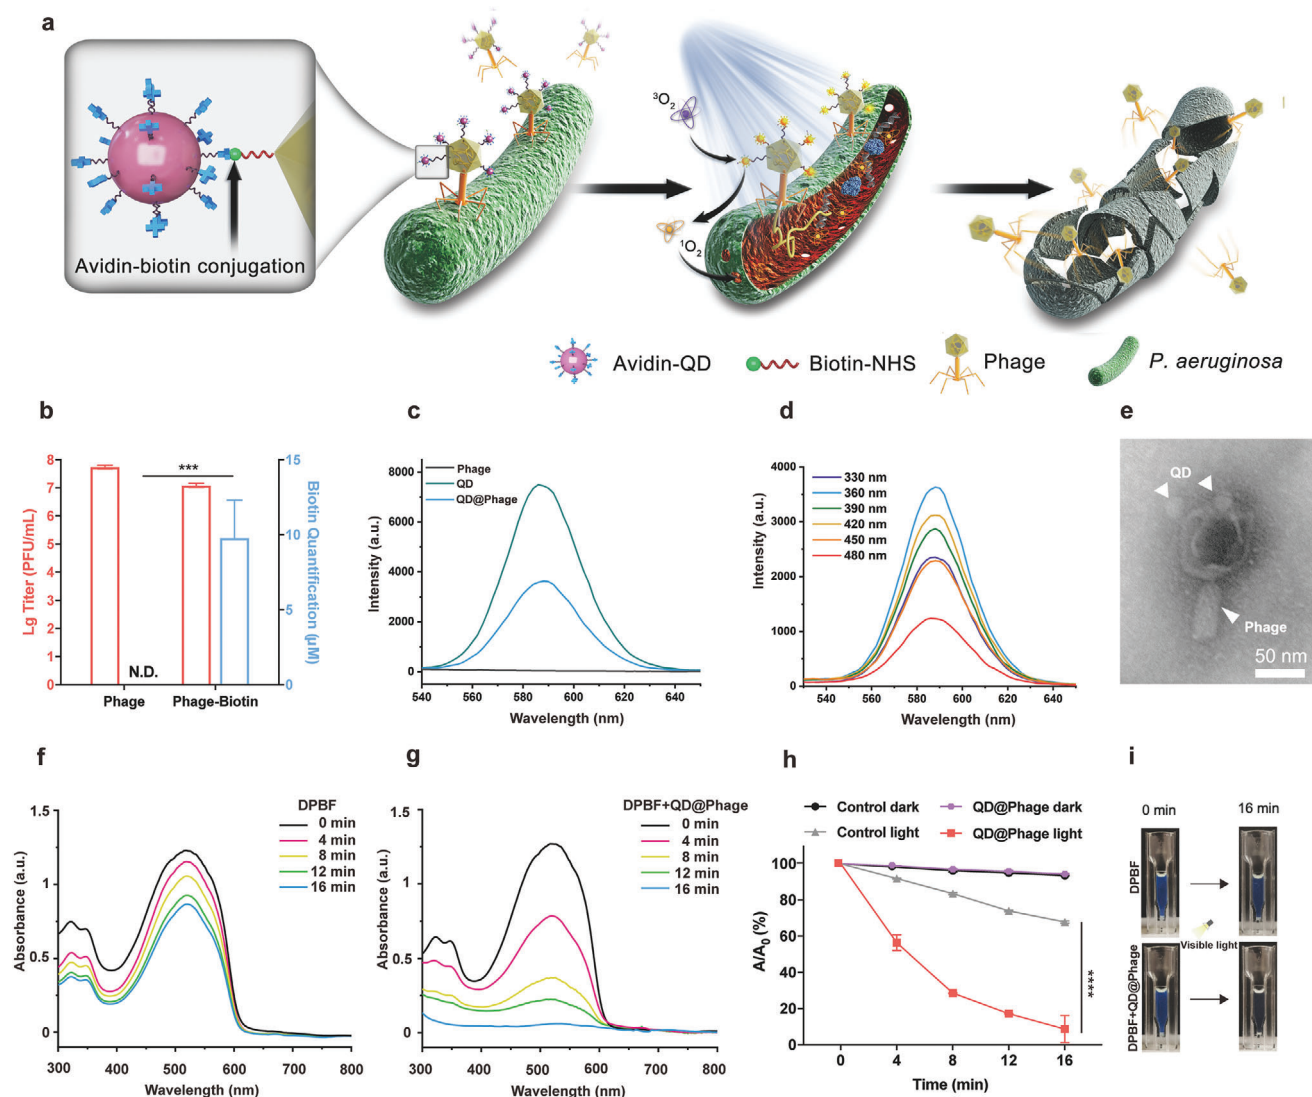 a
Avidin-biotin conjugation
³O₂
¹O₂
Avidin-QD
Biotin-NHS
Phage
P. aeruginosa
b
Lg Titer (PFU/mL)
8
7
6
5
4
3
2
1
0
***
N.D.
Phage
Phage-Biotin
15
10
5
0
Biotin Quantification (µM)
c
Intensity (a.u.)
8000
6000
4000
2000
0
Phage
QD
QD@Phage
540 560 580 600 620 640
Wavelength (nm)
d
Intensity (a.u.)
4000
3000
2000
1000
0
330 nm
360 nm
390 nm
420 nm
450 nm
480 nm
540 560 580 600 620 640
Wavelength (nm)
e
QD
Phage
50 nm
f
Absorbance (a.u.)
1.5
1
0.5
0
DPBF
0 min
4 min
8 min
12 min
16 min
300 400 500 600 700 800
Wavelength (nm)
g
Absorbance (a.u.)
1.5
1
0.5
0
DPBF+QD@Phage
0 min
4 min
8 min
12 min
16 min
300 400 500 600 700 800
Wavelength (nm)
h
Control dark
QD@Phage dark
Control light
QD@Phage light
A/A₀ (%)
100
80
60
40
20
0
****
0 4 8 12 16
Time (min)
i
0 min
16 min
DPBF
Visible light
DPBF+QD@Phage